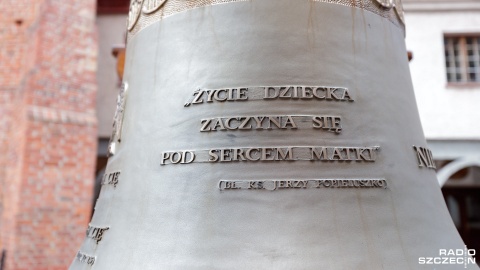 „ŻYCIE DZIECKA
ZACZYNA SIĘ
POD SERCEM MATKI”
(BŁ. KS. JERZY POPIEŁUSZKO)
RADIO
SZCZECIN